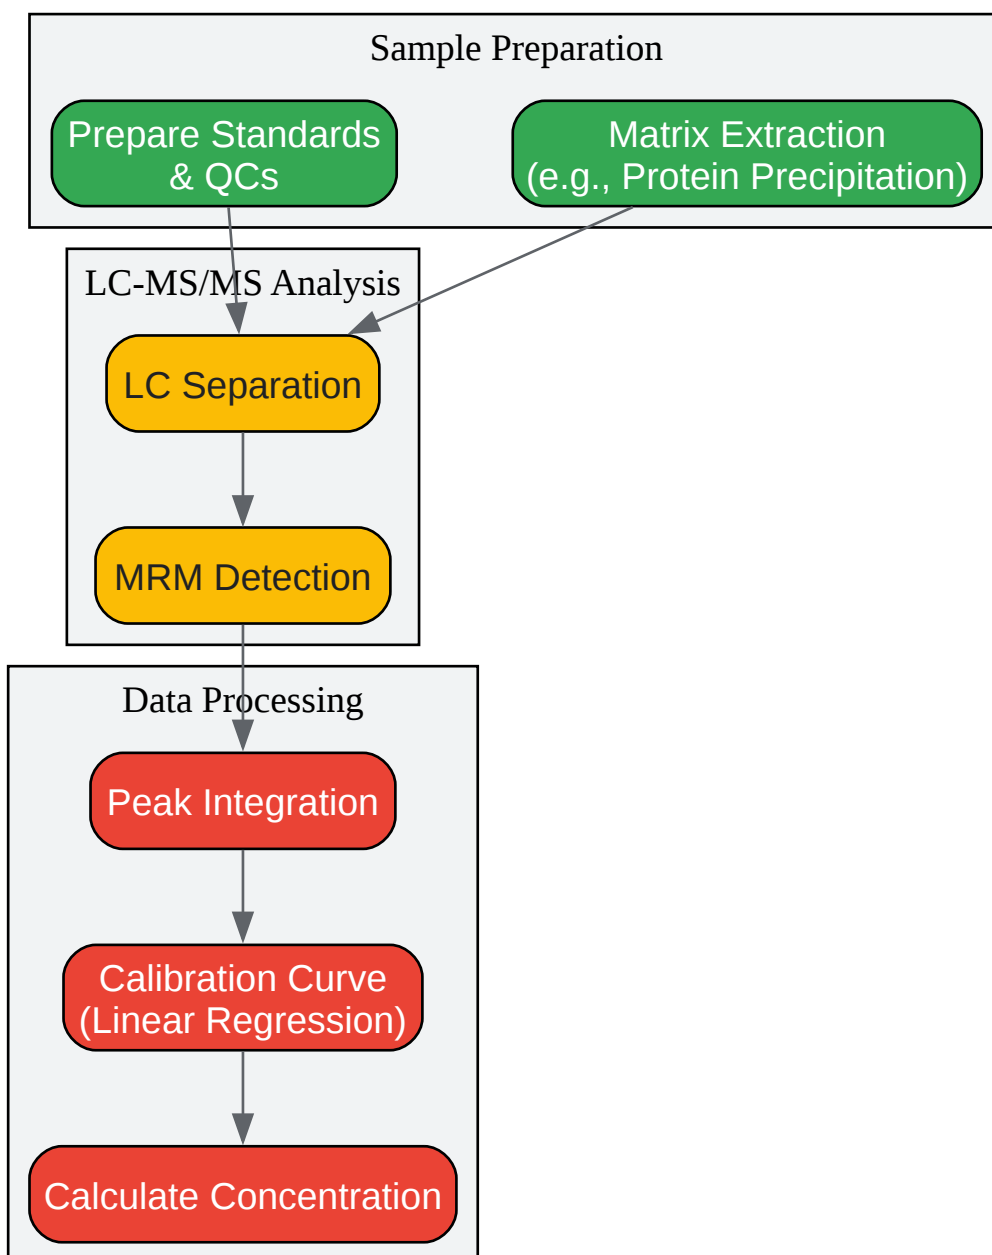 Sample Preparation
Prepare Standards
& QCs
Matrix Extraction
(e.g., Protein Precipitation)
LC-MS/MS Analysis
LC Separation
MRM Detection
Data Processing
Peak Integration
Calibration Curve
(Linear Regression)
Calculate Concentration